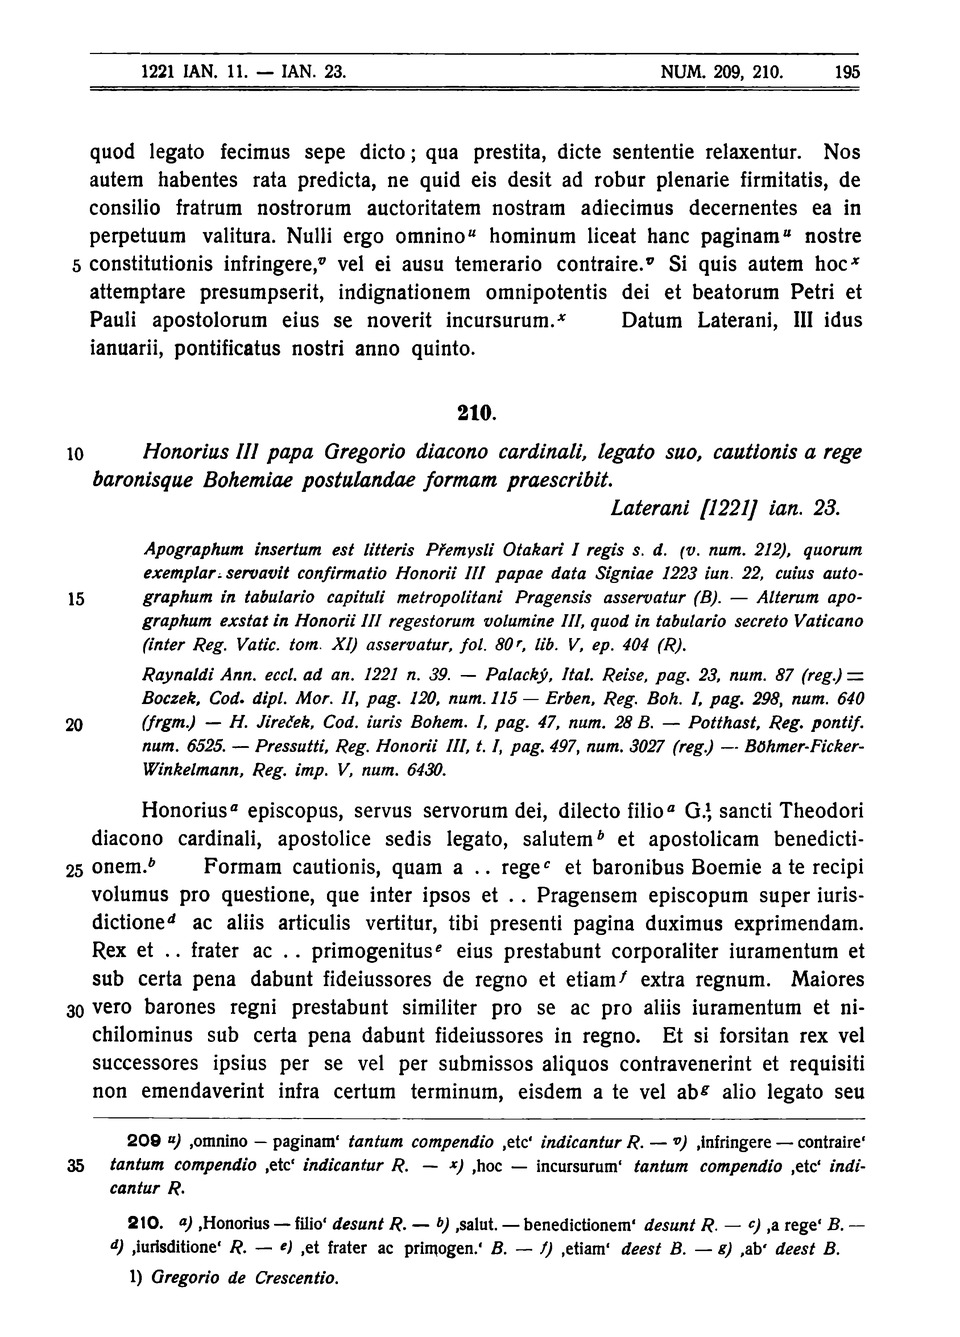 1221 IAN. 11. — IAN. 23. NUM. 209, 210. 195
quod legato fecimus sepe dicto; qua prestita, dicte sententie relaxentur. Nos
autem habentes rata predicta, ne quid eis desit ad robur plenarie firmitatis, de
consilio fratrum nostrorum auctoritatem nostram adiecimus decernentes ea in
perpetuum valitura. Nulli ergo omnino ᵘ hominum liceat hanc paginam ᵘ nostre
5 constitutionis infringere,ᵛ vel ei ausu temerario contraire.ᵛ Si quis autem hoc ˣ
attemptare presumpserit, indignationem omnipotentis dei et beatorum Petri et
Pauli apostolorum eius se noverit incursurum.ˣ Datum Laterani, III idus
ianuarii, pontificatus nostri anno quinto.
210.
10 Honorius III papa Gregorio diacono cardinali, legato suo, cautionis a rege
baronisque Bohemiae postulandae formam praescribit.
Laterani [1221] ian. 23.
Apographum insertum est litteris Přemysli Otakari I regis s. d. (v. num. 212), quorum
exemplar servavit confirmatio Honorii III papae data Signiae 1223 iun. 22, cuius auto-
15 graphum in tabulario capituli metropolitani Pragensis asservatur (B). — Alterum apo-
graphum exstat in Honorii III regestorum volumine III, quod in tabulario secreto Vaticano
(inter Reg. Vatic. tom. XI) asservatur, fol. 80 ʳ, lib. V, ep. 404 (R).
Raynaldi Ann. eccl. ad an. 1221 n. 39. — Palacký, Ital. Reise, pag. 23, num. 87 (reg.) =
Boczek, Cod. dipl. Mor. II, pag. 120, num. 115 — Erben, Reg. Boh. I, pag. 298, num. 640
20 (frgm.) — H. Jireček, Cod. iuris Bohem. I, pag. 47, num. 28 B. — Potthast, Reg. pontif.
num. 6525. — Pressutti, Reg. Honorii III, t. I, pag. 497, num. 3027 (reg.) — Böhmer-Ficker-
Winkelmann, Reg. imp. V, num. 6430.
Honorius ᵃ episcopus, servus servorum dei, dilecto filio ᵃ G.¹, sancti Theodori
diacono cardinali, apostolice sedis legato, salutem ᵇ et apostolicam benedicti-
25 onem.ᵇ Formam cautionis, quam a . . rege ᶜ et baronibus Boemie a te recipi
volumus pro questione, que inter ipsos et . . Pragensem episcopum super iuris-
dictione ᵈ ac aliis articulis vertitur, tibi presenti pagina duximus exprimendam.
Rex et . . frater ac . . primogenitus ᵉ eius prestabunt corporaliter iuramentum et
sub certa pena dabunt fideiussores de regno et etiam ᶠ extra regnum. Maiores
30 vero barones regni prestabunt similiter pro se ac pro aliis iuramentum et ni-
chilominus sub certa pena dabunt fideiussores in regno. Et si forsitan rex vel
successores ipsius per se vel per submissos aliquos contravenerint et requisiti
non emendaverint infra certum terminum, eisdem a te vel ab ᵍ alio legato seu
209 u) ‚omnino — paginam‘ tantum compendio ‚etc‘ indicantur R. — v) ‚infringere — contraire‘
35 tantum compendio ‚etc‘ indicantur R. — x) ‚hoc — incursurum‘ tantum compendio ‚etc‘ indi-
cantur R.
210. a) ‚Honorius — filio‘ desunt R. — b) ‚salut. — benedictionem‘ desunt R. — c) ‚a rege‘ B. —
d) ‚iurisditione‘ R. — e) ‚et frater ac primogen.‘ B. — f) ‚etiam‘ deest B. — g) ‚ab‘ deest B.
1) Gregorio de Crescentio.